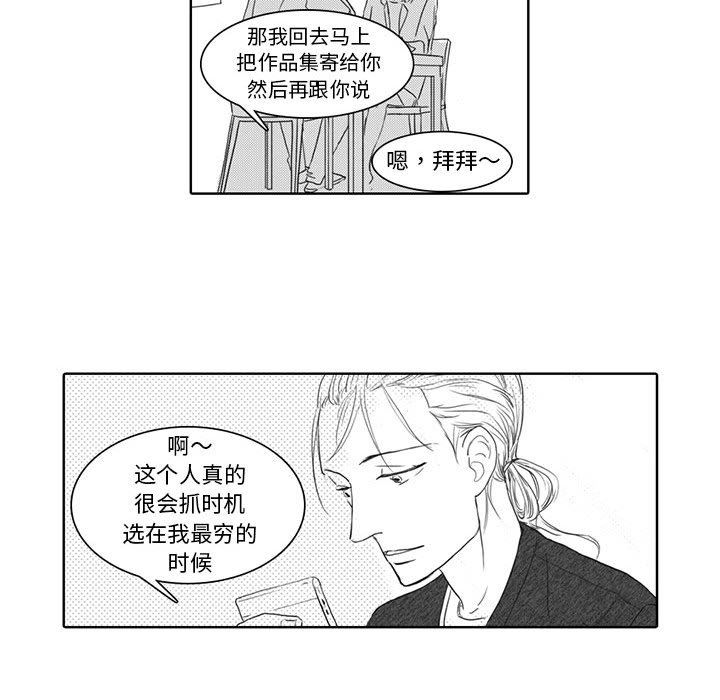 那我回去马上
把作品集寄给你
然后再跟你说
嗯，拜拜～
啊～
这个人真的
很会抓时机
选在我最穷的
时候